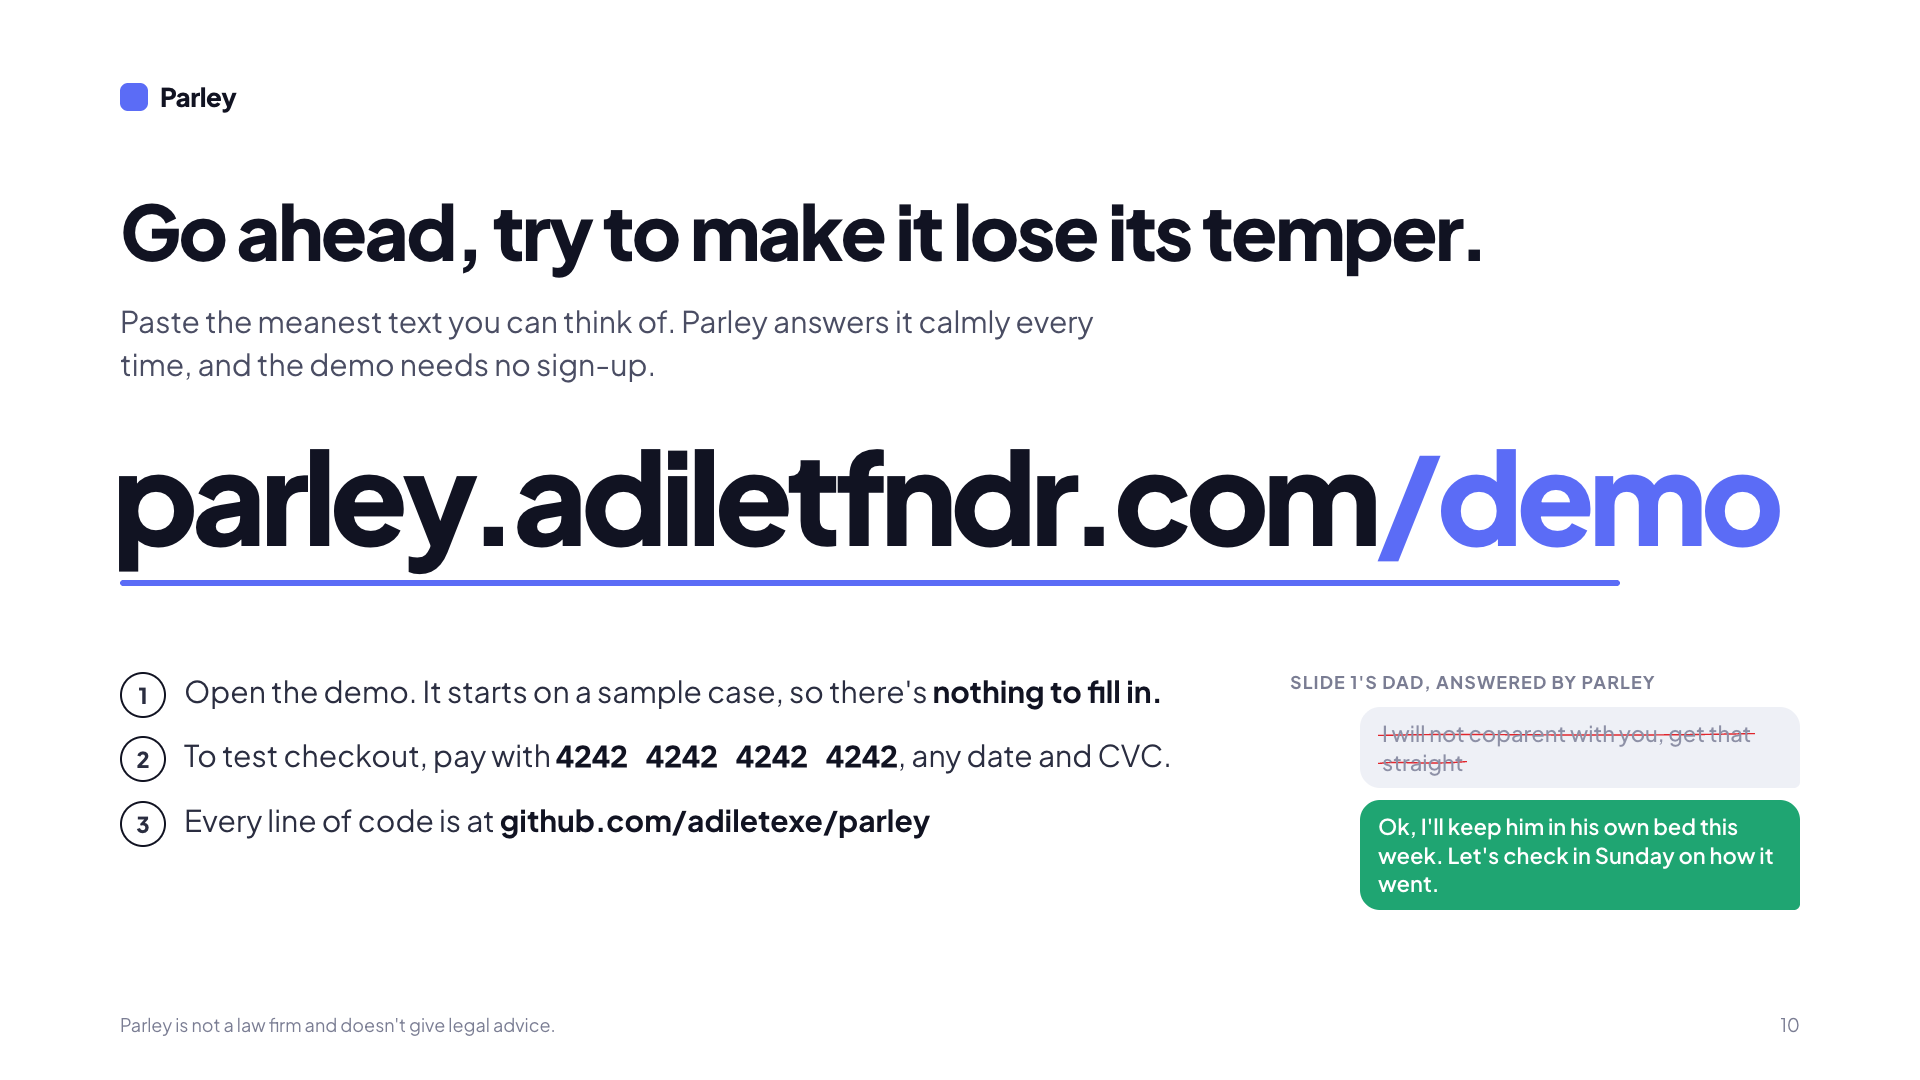 Parley
Go ahead, try to make it lose its temper.
Paste the meanest text you can think of. Parley answers it calmly every
time, and the demo needs no sign-up.
parley.adiletfndr.com/demo
1 Open the demo. It starts on a sample case, so there's nothing to fill in.
2 To test checkout, pay with 4242 4242 4242 4242, any date and CVC.
3 Every line of code is at github.com/adiletexe/parley
SLIDE 1'S DAD, ANSWERED BY PARLEY
I will not coparent with you, get that
straight
Ok, I'll keep him in his own bed this
week. Let's check in Sunday on how it
went.
Parley is not a law firm and doesn't give legal advice.
10